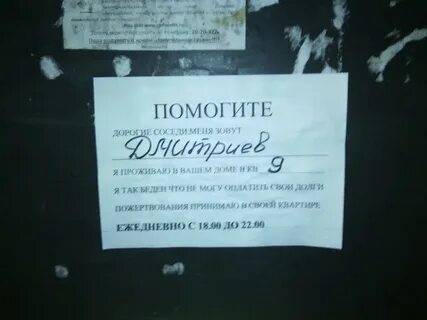 ПОМОГИТЕ
ДОРОГИЕ СОСЕДИ МЕНЯ ЗОВУТ
Дмитриев
Я ПРОЖИВАЮ В ВАШЕМ ДОМЕ В КВ 9
Я ТАК БЕДЕН ЧТО НЕ МОГУ ОПЛАТИТЬ СВОИ ДОЛГИ
ПОЖЕРТВОВАНИЯ ПРИНИМАЮ В СВОЕЙ КВАРТИРЕ
ЕЖЕДНЕВНО С 18.00 ДО 22.00